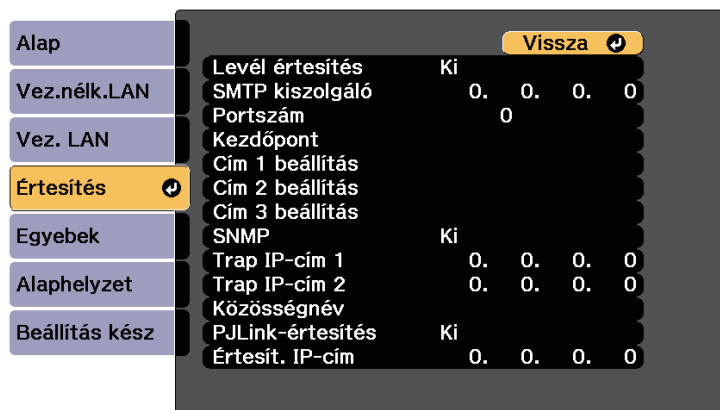 Alap
Vez.nélk.LAN
Vez. LAN
Értesítés
Egyebek
Alaphelyzet
Beállítás kész
Vissza
Levél értesítés Ki
SMTP kiszolgáló 0. 0. 0. 0
Portszám 0
Kezdőpont
Cím 1 beállítás
Cím 2 beállítás
Cím 3 beállítás
SNMP Ki
Trap IP-cím 1 0. 0. 0. 0
Trap IP-cím 2 0. 0. 0. 0
Közösségnév
PJLink-értesítés Ki
Értesít. IP-cím 0. 0. 0. 0